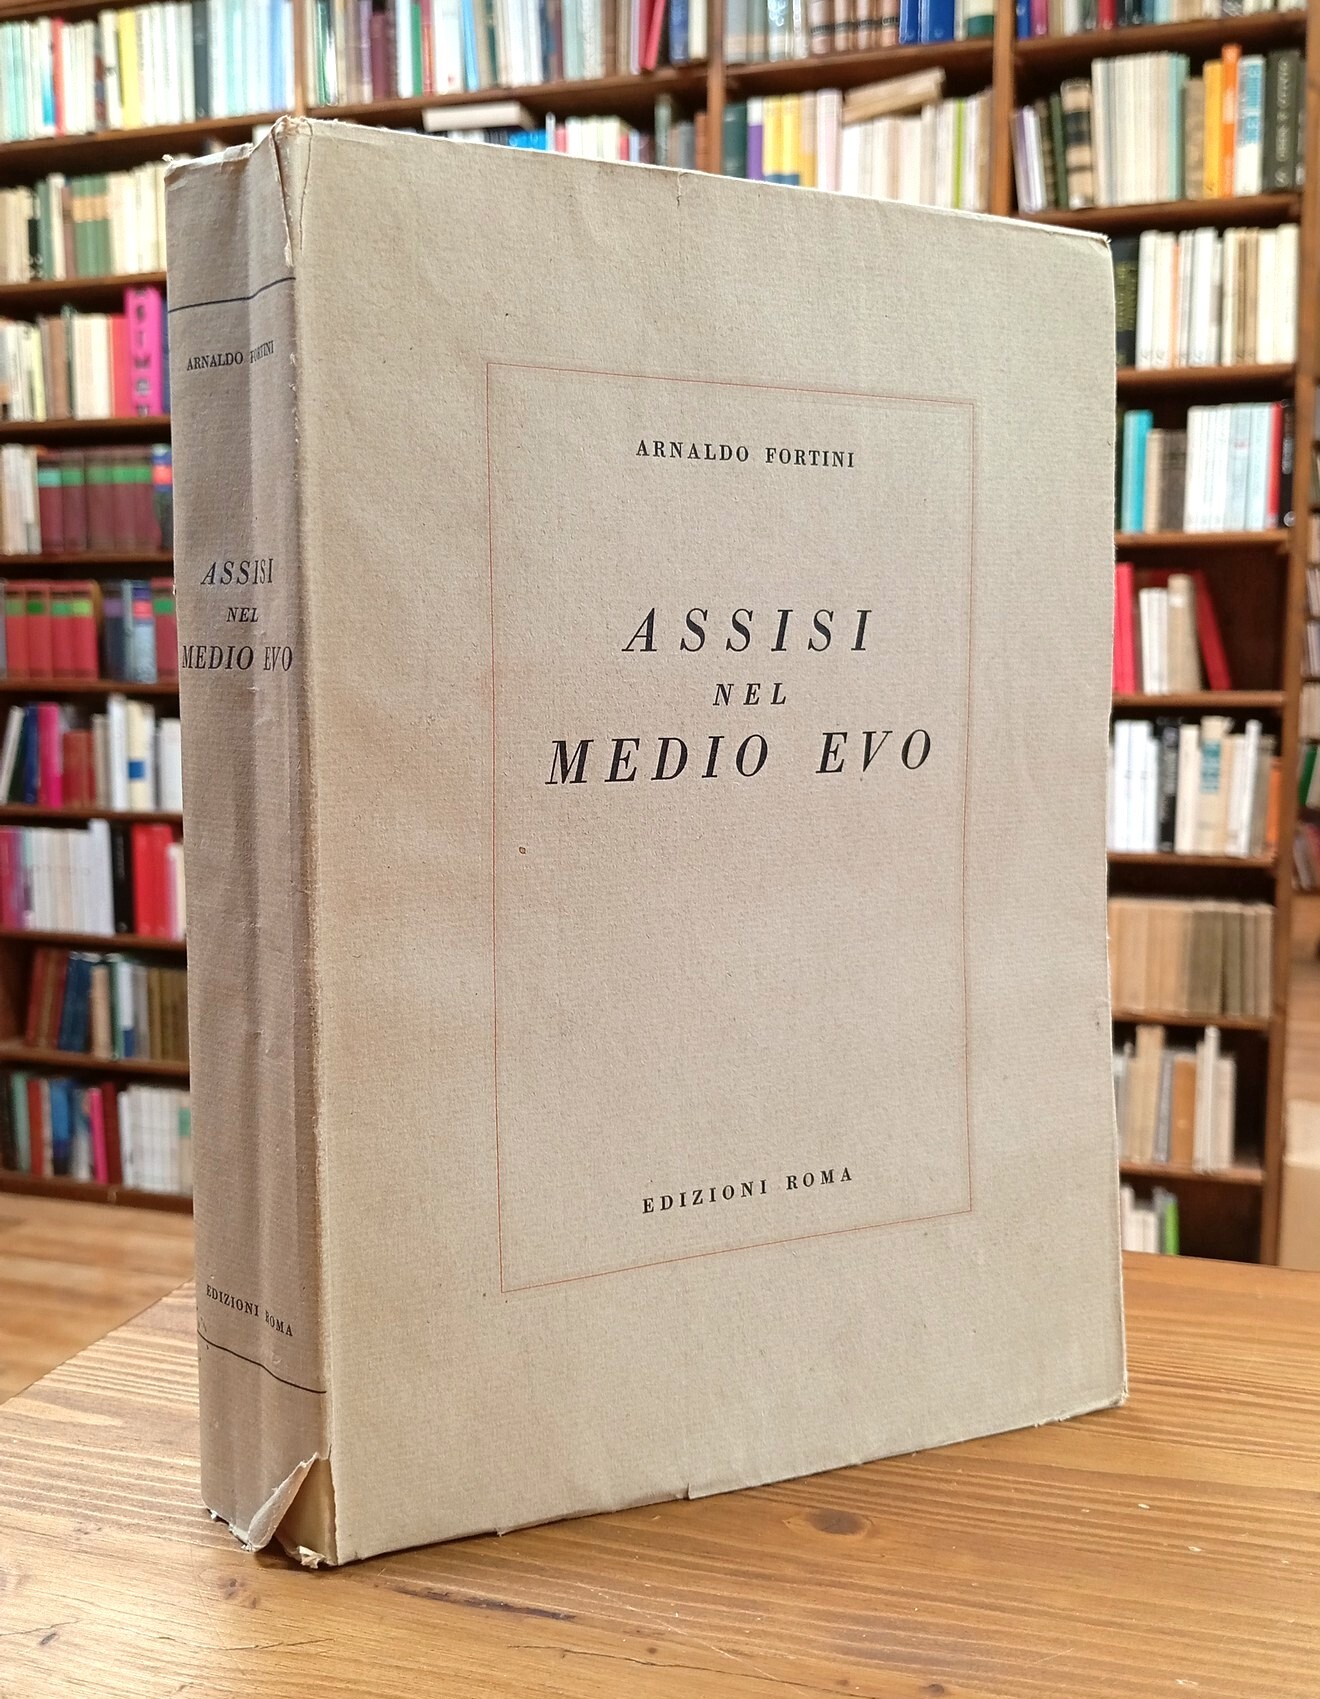 ARNALDO FORTINI
ASSISI
NEL
MEDIO EVO
EDIZIONI ROMA
ARNALDO FORTINI
ASSISI
NEL
MEDIO EVO
EDIZIONI ROMA